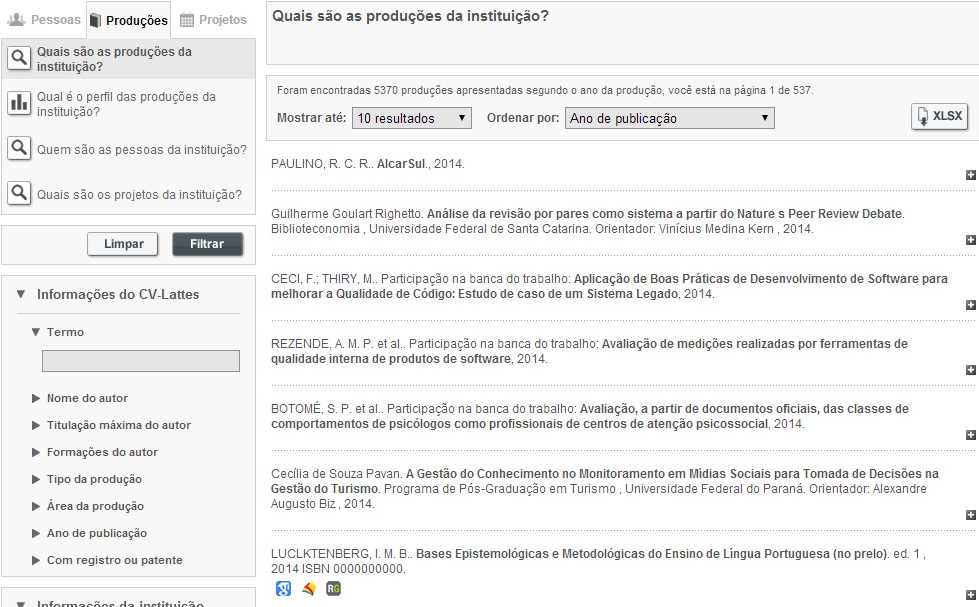 Pessoas
Produções
Projetos
Quais são as produções da
instituição?
Qual é o perfil das produções da
instituição?
Quem são as pessoas da instituição?
Quais são os projetos da instituição?
Limpar
Filtrar
▼ Informações do CV-Lattes
▼ Termo
▶ Nome do autor
▶ Titulação máxima do autor
▶ Formações do autor
▶ Tipo da produção
▶ Área da produção
▶ Ano de publicação
▶ Com registro ou patente
▼ Informações da instituição
Quais são as produções da instituição?
Foram encontradas 5370 produções apresentadas segundo o ano da produção, você está na página 1 de 537.
Mostrar até: 10 resultados ▼ Ordenar por: Ano de publicação ▼ XLSX
PAULINO, R. C. R.. AlcarSul., 2014.
Guilherme Goulart Righetto. Análise da revisão por pares como sistema a partir do Nature s Peer Review Debate.
Biblioteconomia , Universidade Federal de Santa Catarina. Orientador: Vinícius Medina Kern , 2014.
CECI, F.; THIRY, M.. Participação na banca do trabalho: Aplicação de Boas Práticas de Desenvolvimento de Software para
melhorar a Qualidade de Código: Estudo de caso de um Sistema Legado, 2014.
REZENDE, A. M. P. et al.. Participação na banca do trabalho: Avaliação de medições realizadas por ferramentas de
qualidade interna de produtos de software, 2014.
BOTOMÉ, S. P. et al.. Participação na banca do trabalho: Avaliação, a partir de documentos oficiais, das classes de
comportamentos de psicólogos como profissionais de centros de atenção psicossocial, 2014.
Cecília de Souza Pavan. A Gestão do Conhecimento no Monitoramento em Mídias Sociais para Tomada de Decisões na
Gestão do Turismo. Programa de Pós-Graduação em Turismo , Universidade Federal do Paraná. Orientador: Alexandre
Augusto Biz , 2014.
LUCLKTENBERG, I. M. B.. Bases Epistemológicas e Metodológicas do Ensino de Língua Portuguesa (no prelo). ed. 1 ,
2014 ISBN 0000000000.
g RG